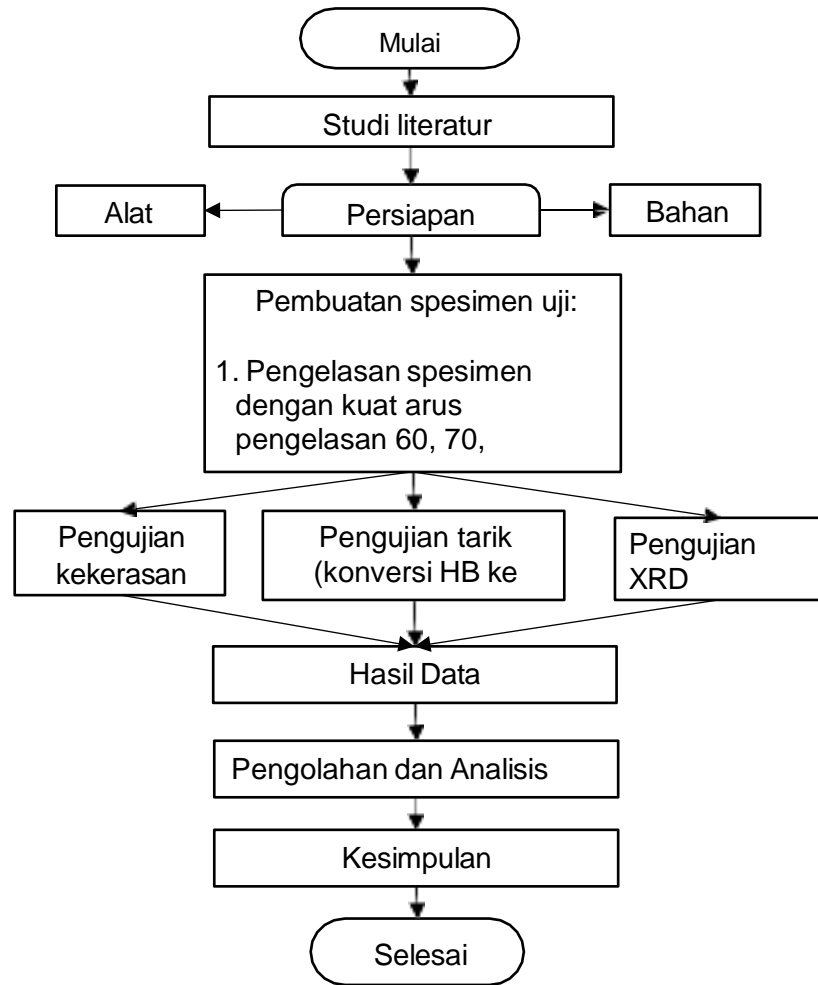 Mulai
Studi literatur
Alat
Persiapan
Bahan
Pembuatan spesimen uji:
1. Pengelasan spesimen
dengan kuat arus
pengelasan 60, 70,
Pengujian
kekerasan
Pengujian tarik
(konversi HB ke
Pengujian
XRD
Hasil Data
Pengolahan dan Analisis
Kesimpulan
Selesai